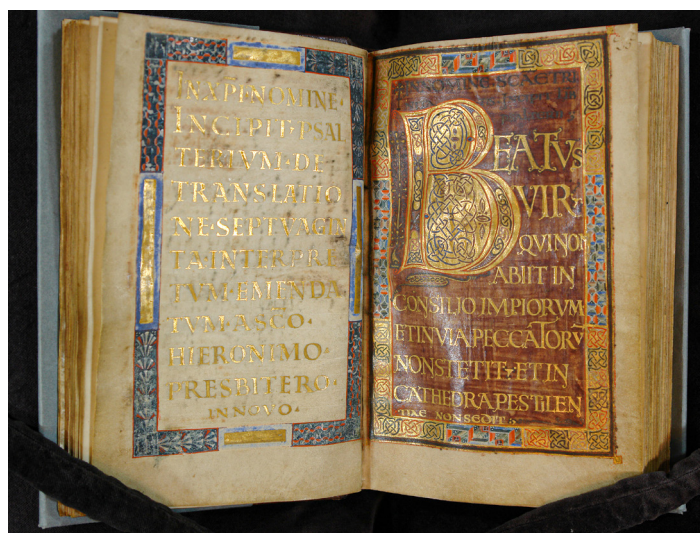 IN XP̄I NOMINE·
INCIPIT PSAL
TERIVM·DE
TRANSLATIO
NE·SEPTVAGIN
TA·INTERPRE
TVM·EMENDA
TVM·A SC̄O·
HIERONIMO·
PRESBITERO·
IN NOVO·
BEATVS
VIR·
QVI NON
ABIIT IN
CONSILIO IMPIORVM
ET IN VIA PECCATORV̄
NON STETIT· ET IN
CATHEDRA PESTILEN
TIAE NON SEDIT·